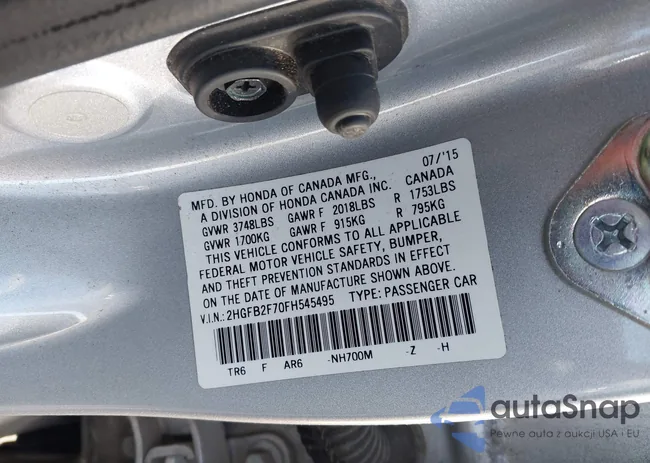 07/'15
MFD. BY HONDA OF CANADA MFG., CANADA
A DIVISION OF HONDA CANADA INC.
GVWR 3748LBS GAWR F 2018LBS R 1753LBS
GVWR 1700KG GAWR F 915KG R 795KG
THIS VEHICLE CONFORMS TO ALL APPLICABLE
FEDERAL MOTOR VEHICLE SAFETY, BUMPER,
AND THEFT PREVENTION STANDARDS IN EFFECT
ON THE DATE OF MANUFACTURE SHOWN ABOVE.
V.I.N.: 2HGFB2F70FH545495 TYPE: PASSENGER CAR
TR6 F AR6 -NH700M -Z -H
autaSnap
Pewne auta z aukcji USA i EU